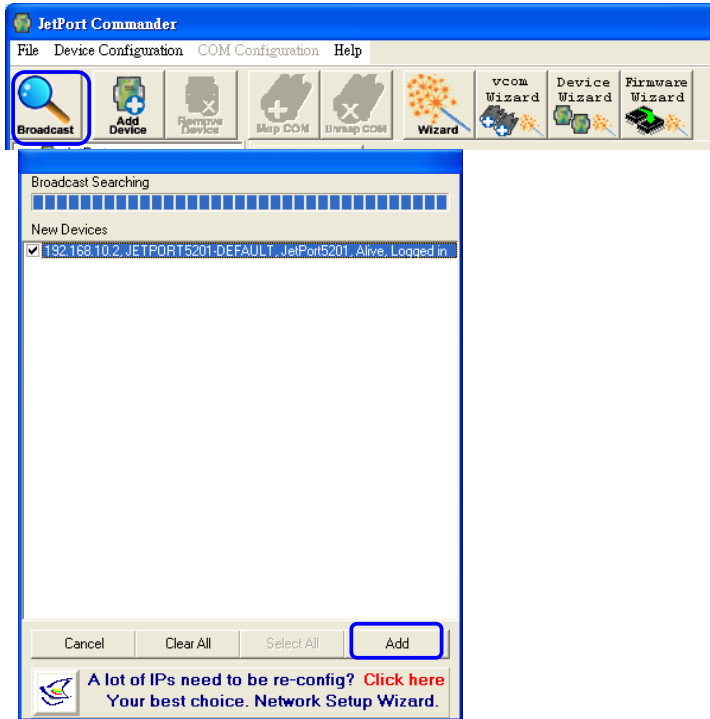 JetPort Commander
File Device Configuration COM Configuration Help
Broadcast
Add Device
Remove Device
Map COM
Unmap COM
Wizard
vcom Wizard
Device Wizard
Firmware Wizard
Broadcast Searching
New Devices
192.168.10.2, JETPORT5201-DEFAULT, JetPort5201, Alive, Logged in
Cancel Clear All Select All Add
A lot of IPs need to be re-config? Click here
Your best choice. Network Setup Wizard.